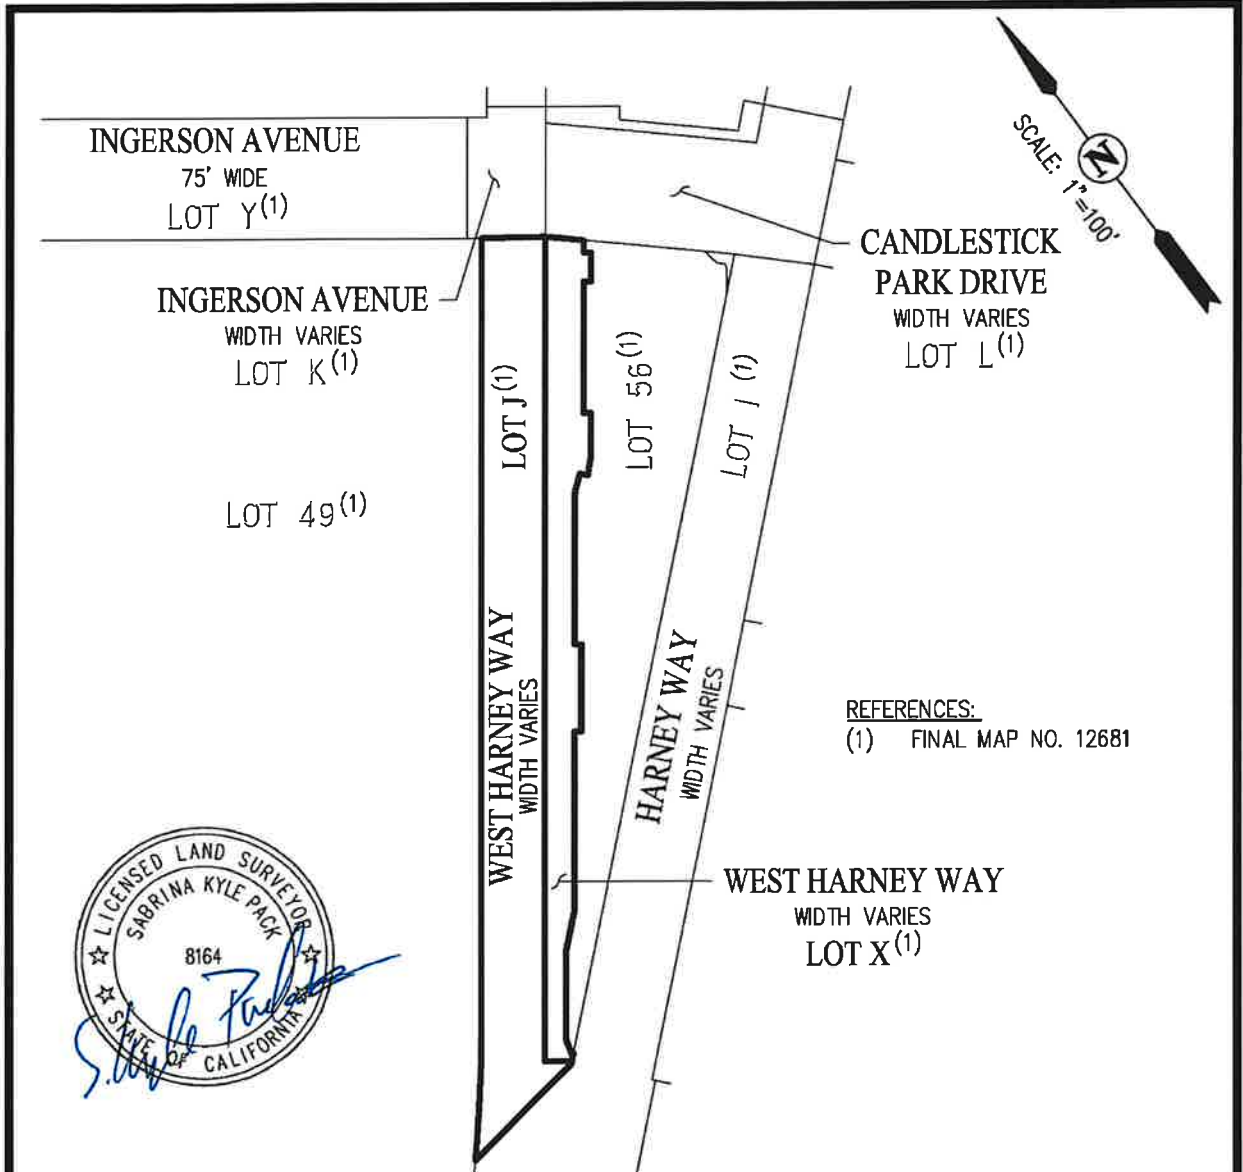 INGERSON AVENUE
75' WIDE
LOT Y(1)
SCALE: 1"=100'
N
CANDLESTICK
PARK DRIVE
WIDTH VARIES
LOT L(1)
INGERSON AVENUE
WIDTH VARIES
LOT K(1)
LOT J(1)
LOT 56(1)
LOT I (1)
LOT 49(1)
WEST HARNEY WAY
WIDTH VARIES
HARNEY WAY
WIDTH VARIES
REFERENCES:
(1) FINAL MAP NO. 12681
WEST HARNEY WAY
WIDTH VARIES
LOT X(1)
LICENSED LAND SURVEYOR
SABRINA KYLE PACK
8164
STATE OF CALIFORNIA